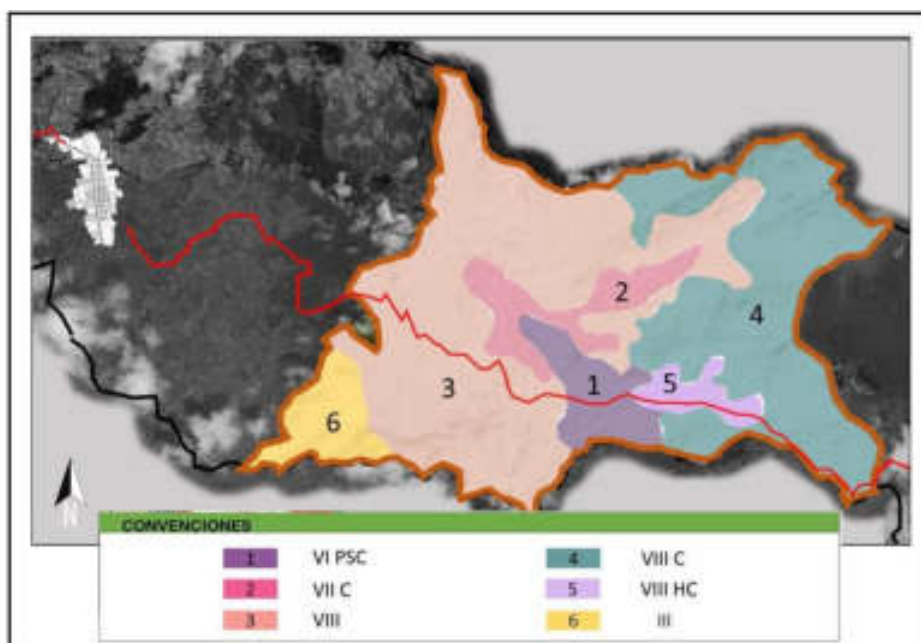 2
4
1
5
3
6
N
CONVENCIONES
1 VI PSC
4 VIII C
2 VII C
5 VIII HC
3 VIII
6 III